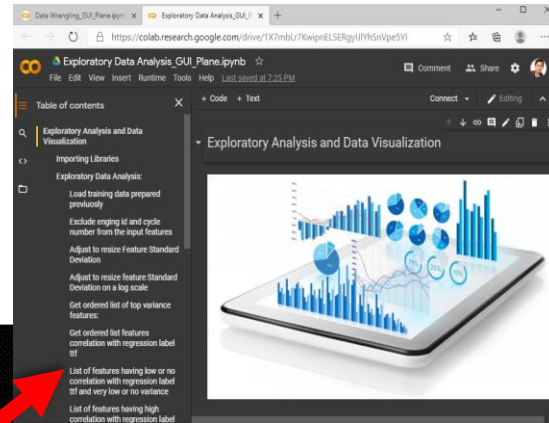 Data Wrangling_GUI_Plane.ipyn
Exploratory Data Analysis_GUI_P
https://colab.research.google.com/drive/1X7mbLr7KwipnELSERgyUlYhSnVpe5YI
Exploratory Data Analysis_GUI_Plane.ipynb
File Edit View Insert Runtime Tools Help Last saved at 7:25 PM
Comment Share
Table of contents
+ Code + Text
Connect Editing
Exploratory Analysis and Data
Visualization
Importing Libraries
Exploratory Data Analysis:
Load training data prepared
previuosly
Exclude enging id and cycle
number from the input features
Adjust to resize Feature Standard
Deviation
Adjust to resize feature Standard
Deviation on a log scale
Get ordered list of top variance
features:
Get ordered list features
correlation with regression label
ttf
List of features having low or no
correlation with regression label
ttf and very low or no variance
List of features having high
correlation with regression label
Exploratory Analysis and Data Visualization